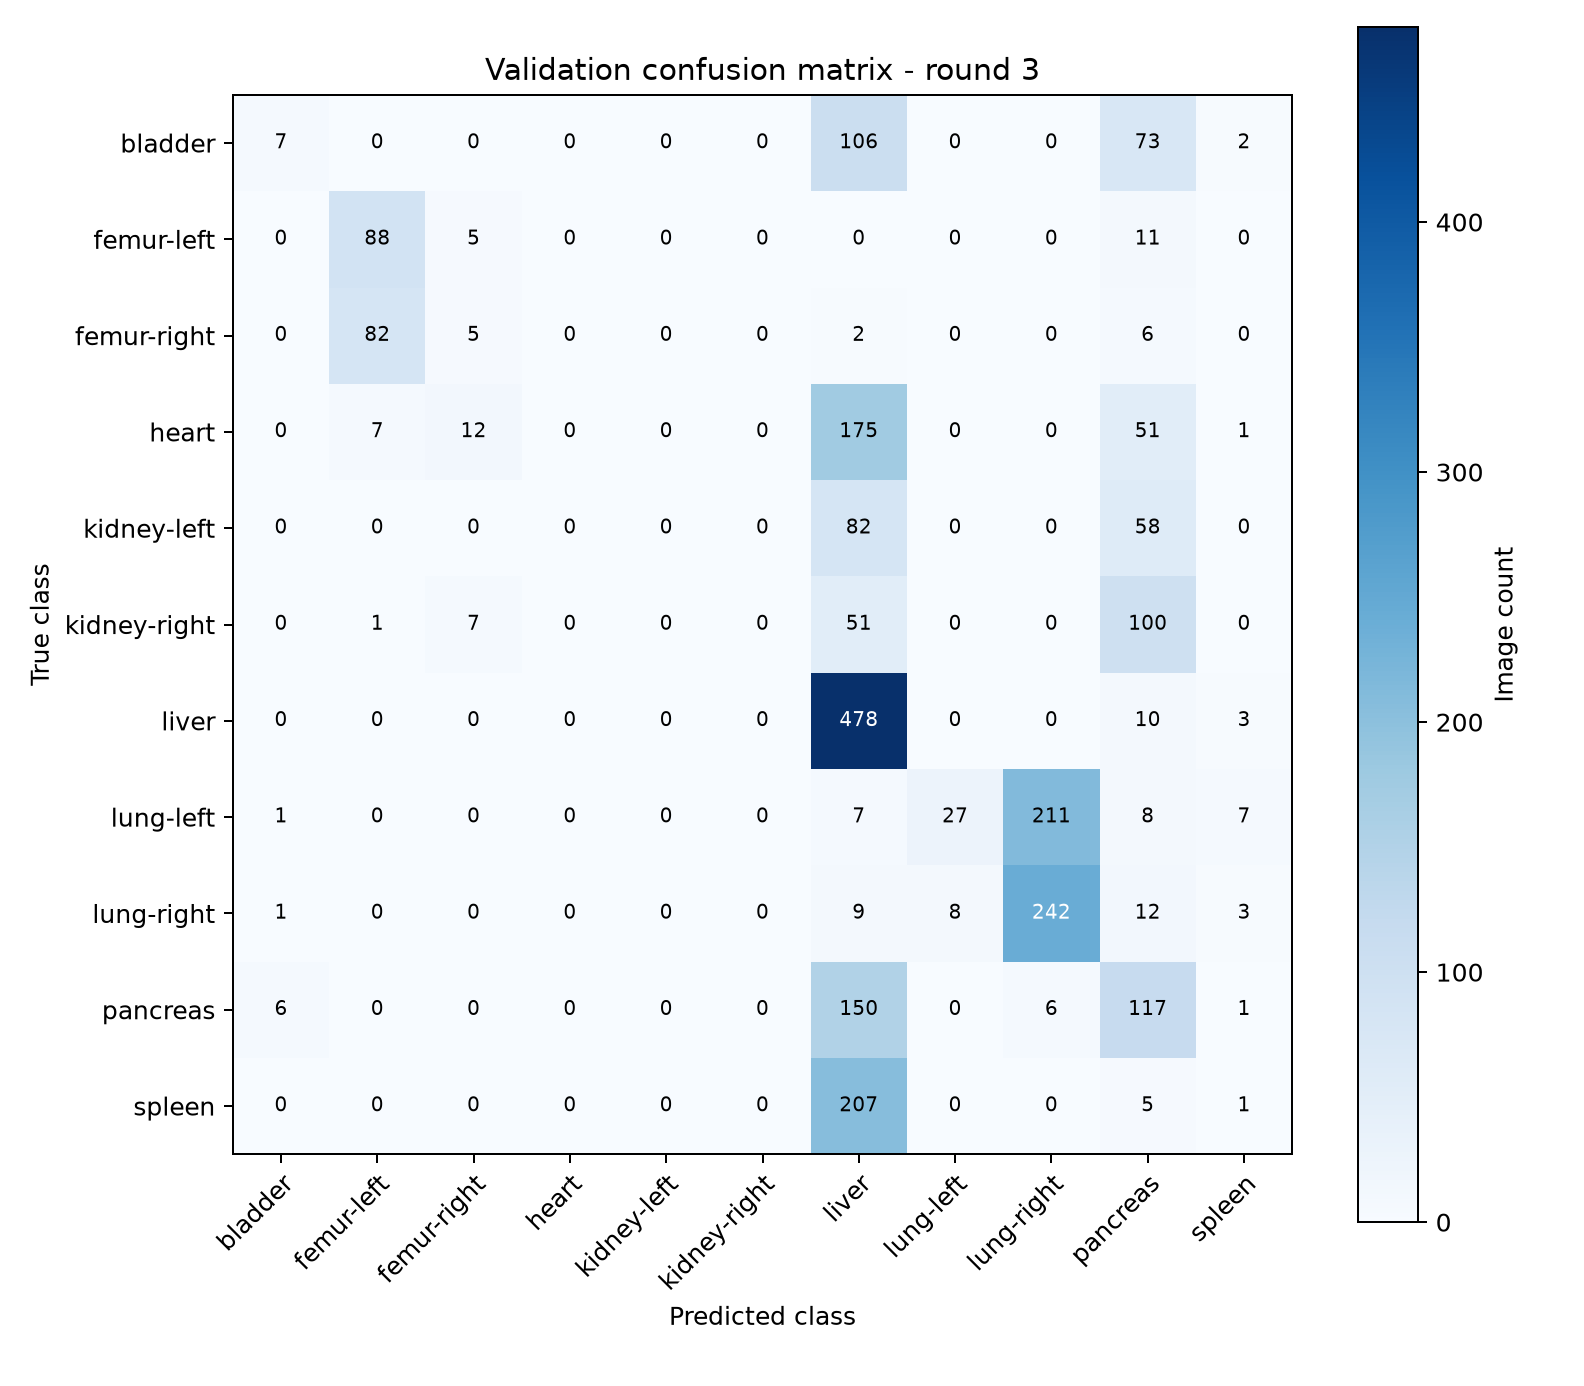 Validation confusion matrix - round 3
bladder 7 0 0 0 0 0 106 0 0 73 2
femur-left 0 88 5 0 0 0 0 0 0 11 0
femur-right 0 82 5 0 0 0 2 0 0 6 0
heart 0 7 12 0 0 0 175 0 0 51 1
kidney-left 0 0 0 0 0 0 82 0 0 58 0
kidney-right 0 1 7 0 0 0 51 0 0 100 0
liver 0 0 0 0 0 0 478 0 0 10 3
lung-left 1 0 0 0 0 0 7 27 211 8 7
lung-right 1 0 0 0 0 0 9 8 242 12 3
pancreas 6 0 0 0 0 0 150 0 6 117 1
spleen 0 0 0 0 0 0 207 0 0 5 1
True class
bladder femur-left femur-right heart kidney-left kidney-right liver lung-left lung-right pancreas spleen
Predicted class
400
300
200
100
0
Image count